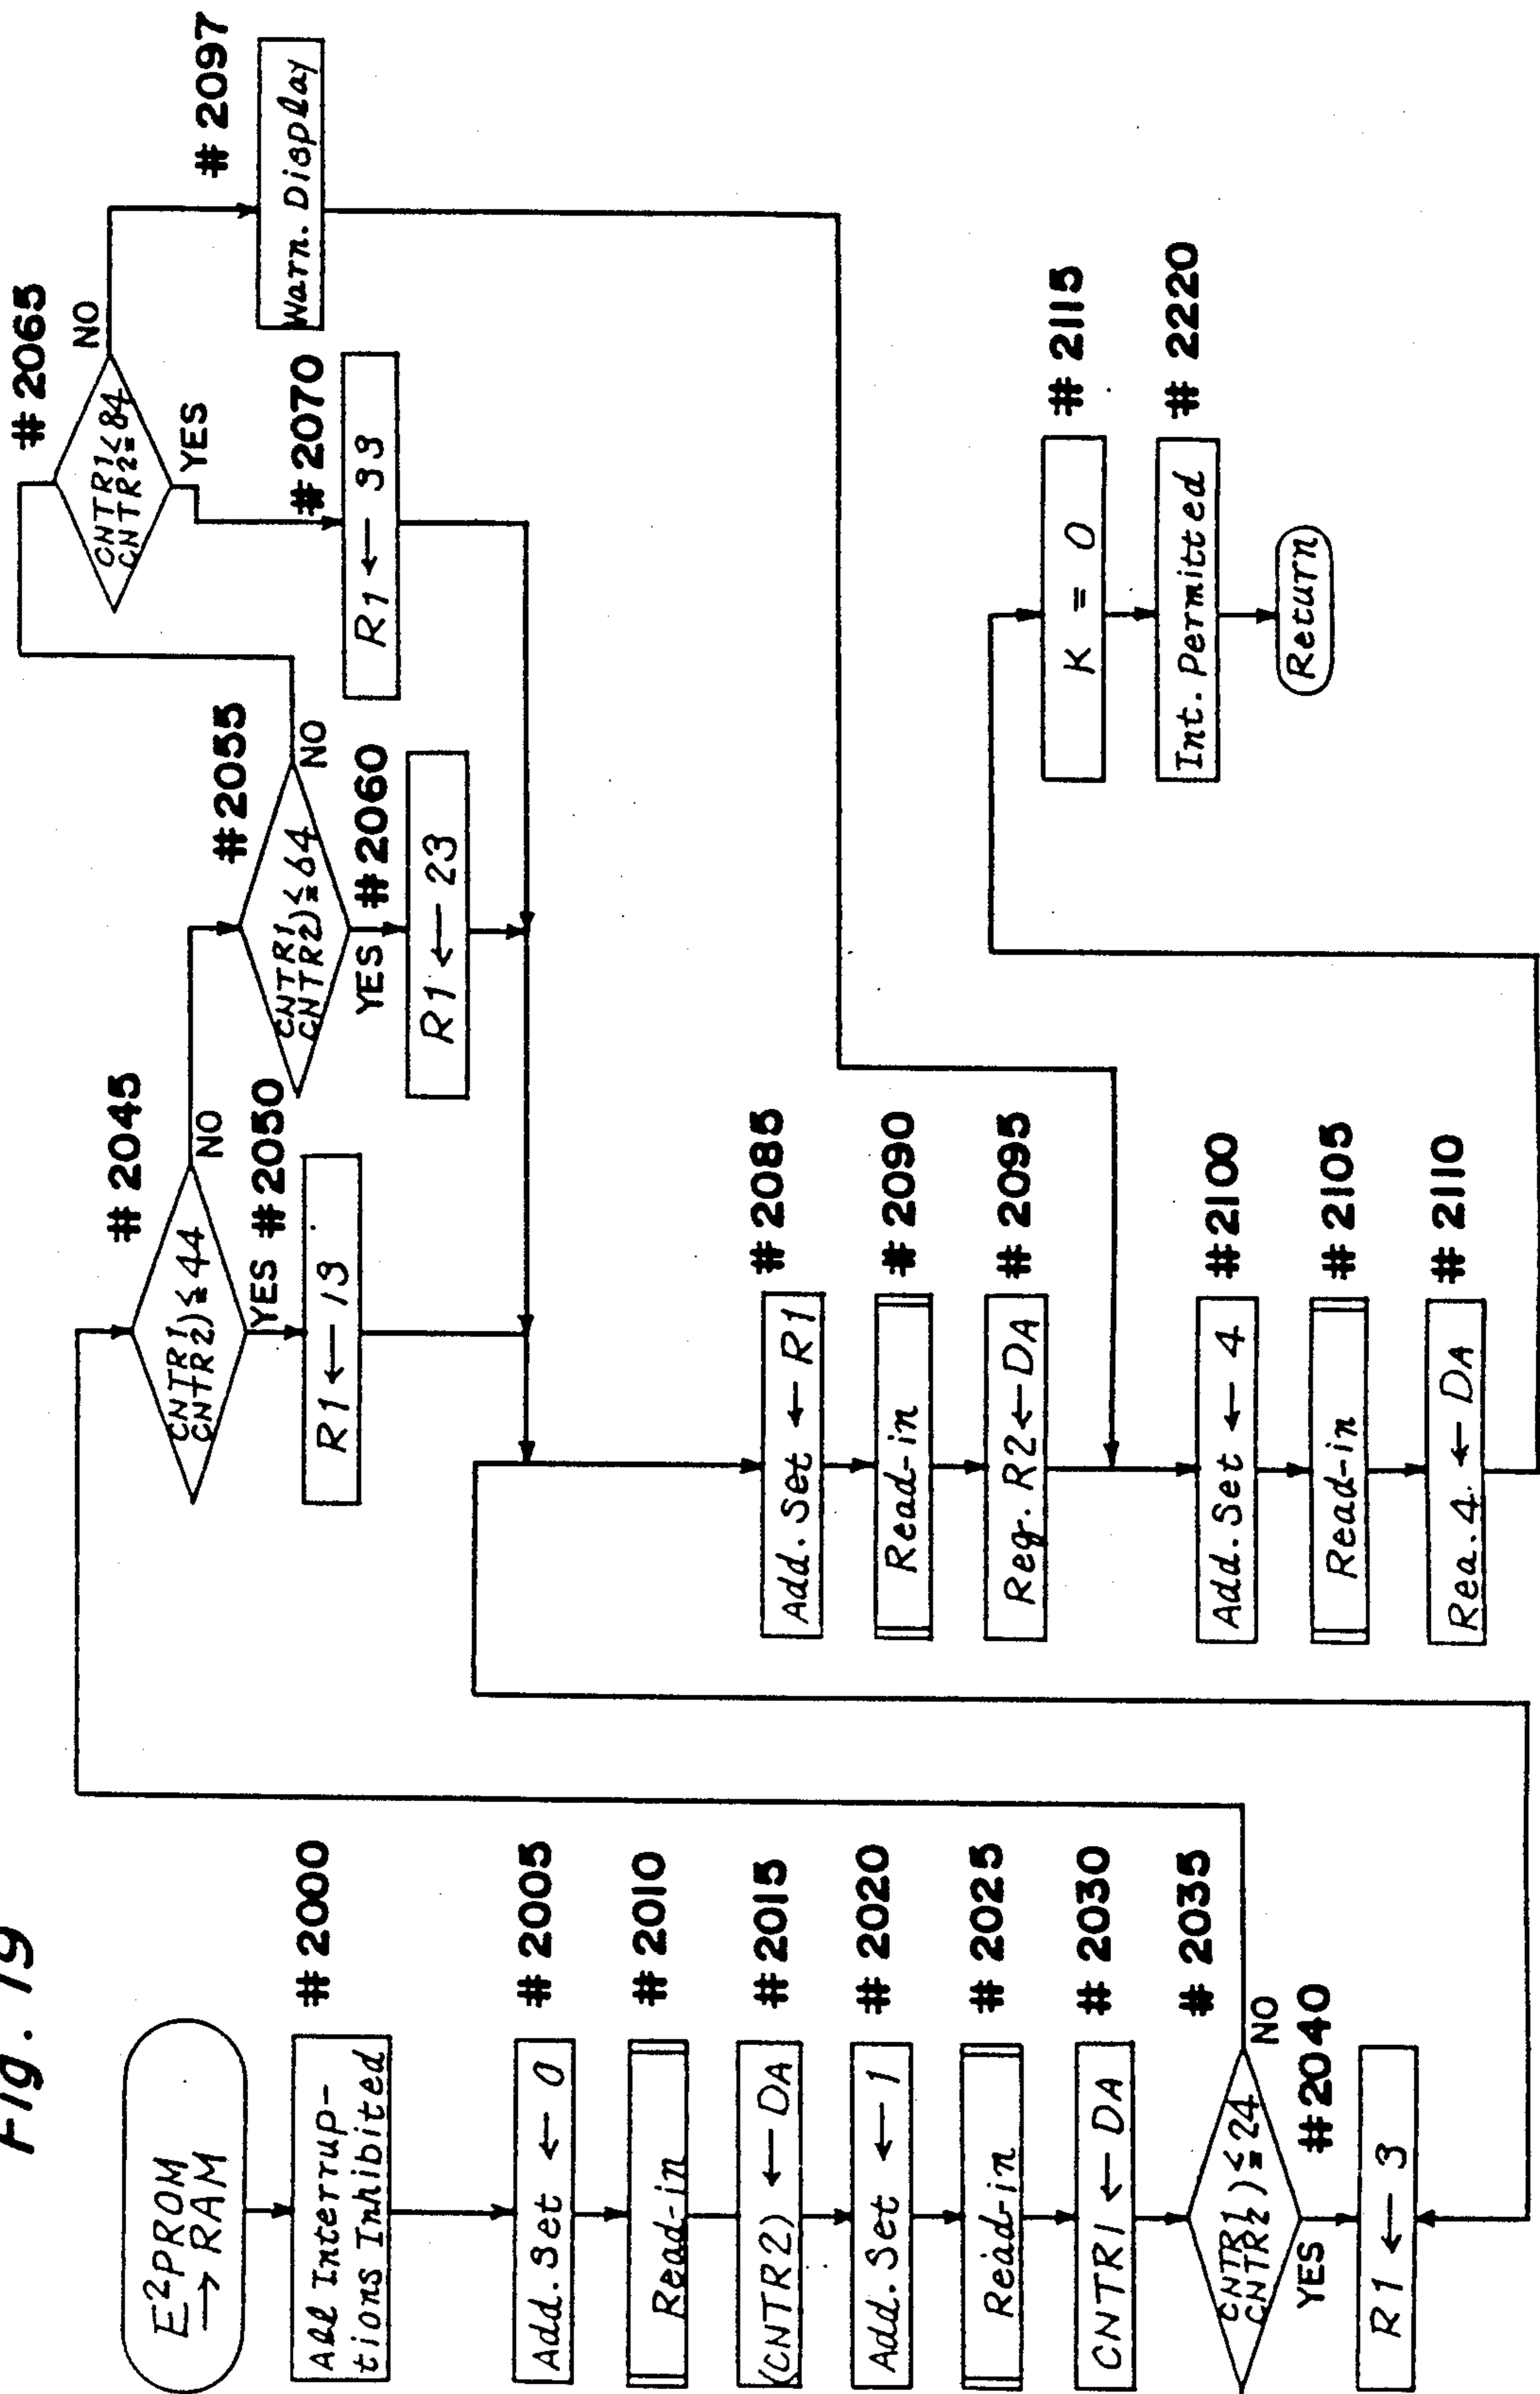 Fig. 19
E²PROM
→ RAM
All Interrup-
tions Inhibited
# 2000
Add. Set ← 0
# 2005
Read-in
# 2010
(CNTR2) ← DA
# 2015
Add. Set ← 1
# 2020
Read-in
# 2025
CNTR1 ← DA
# 2030
CNTR1
CNTR2) ≦ 24
# 2035
NO
YES
R1 ← 3
# 2040
CNTR1
CNTR2) ≦ 44
# 2045
NO
YES
# 2050
R1 ← 13
CNTR1
CNTR2) ≦ 64
# 2055
NO
YES
# 2060
R1 ← 23
CNTR1
CNTR2 ≦ 84
# 2065
NO
YES
# 2070
R1 ← 33
Warn. Display
# 2097
Add. Set ← R1
# 2085
Read-in
# 2090
Reg. R2 ← DA
# 2095
Add. Set ← 4
# 2100
Read-in
# 2105
Rea. 4 ← DA
# 2110
K = 0
# 2115
Int. Permitted
# 2220
Return